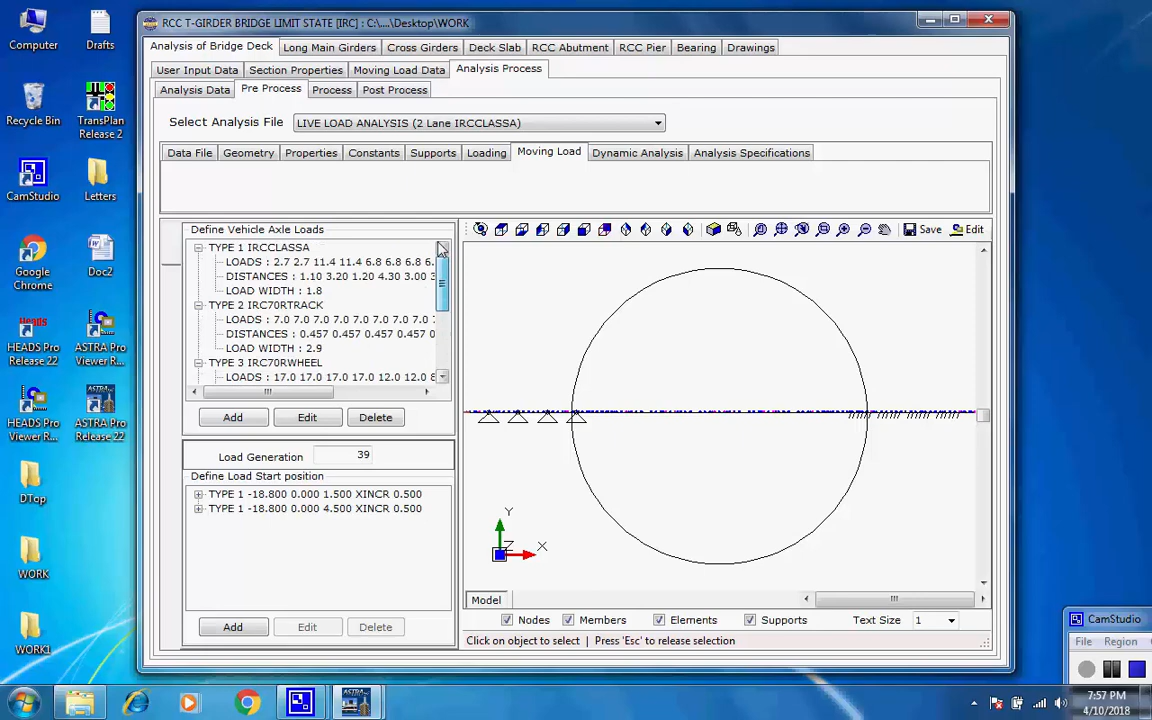 RCC T-GIRDER BRIDGE LIMIT STATE [IRC] : C:\....\Desktop\WORK
Analysis of Bridge Deck Long Main Girders Cross Girders Deck Slab RCC Abutment RCC Pier Bearing Drawings
User Input Data Section Properties Moving Load Data Analysis Process
Analysis Data Pre Process Process Post Process
Select Analysis File LIVE LOAD ANALYSIS (2 Lane IRCCLASSA)
Data File Geometry Properties Constants Supports Loading Moving Load Dynamic Analysis Analysis Specifications
Define Vehicle Axle Loads
TYPE 1 IRCCLASSA
LOADS : 2.7 2.7 11.4 11.4 6.8 6.8 6.8 6.
DISTANCES : 1.10 3.20 1.20 4.30 3.00 3
LOAD WIDTH : 1.8
TYPE 2 IRC70RTRACK
LOADS : 7.0 7.0 7.0 7.0 7.0 7.0 7.0
DISTANCES : 0.457 0.457 0.457 0.457 0.4
LOAD WIDTH : 2.9
TYPE 3 IRC70RWHEEL
LOADS : 17.0 17.0 17.0 17.0 12.0 12.0 8
Add Edit Delete
Load Generation 39
Define Load Start position
TYPE 1 -18.800 0.000 1.500 XINCR 0.500
TYPE 1 -18.800 0.000 4.500 XINCR 0.500
Add Edit Delete
Save Edit
Y
Z X
Model
Nodes Members Elements Supports Text Size 1
Click on object to select Press 'Esc' to release selection
Computer
Drafts
Recycle Bin
TransPlan
Release 2
CamStudio
Letters
Google
Chrome
Doc2
HEADS
HEADS Pro
Release 22
ASTRA Pro
Viewer R...
HEADS Pro
Viewer R...
ASTRA Pro
Release 22
DTop
WORK
WORK1
CamStudio
File Region
ASTRA
7:57 PM
4/10/2018